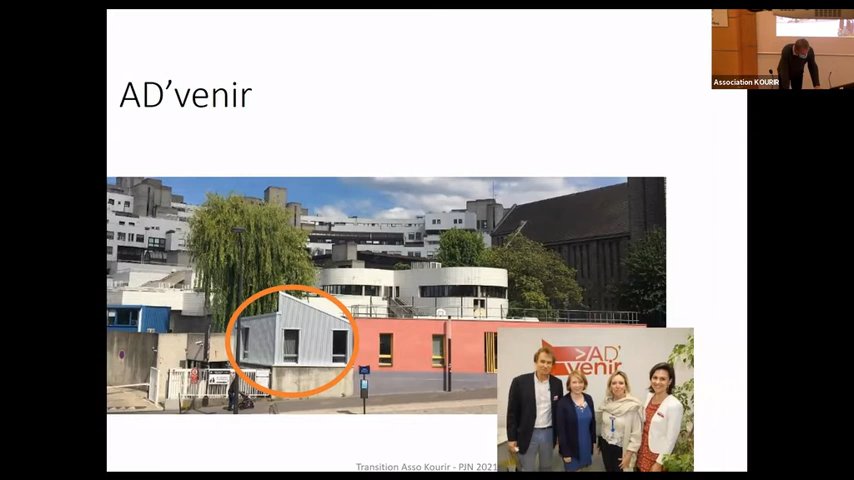 AD'venir
Association KOURIR
>AD'
venir
Transition Asso Kourir - PJN 2021